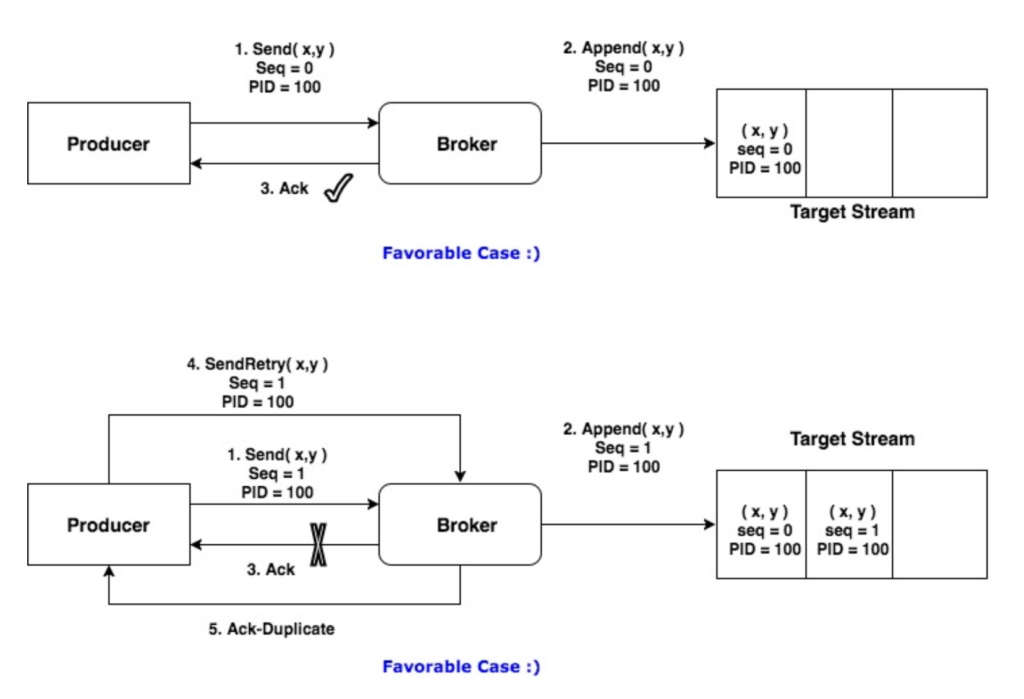 1. Send( x,y )
Seq = 0
PID = 100
2. Append( x,y )
Seq = 0
PID = 100
Producer
Broker
( x, y )
seq = 0
PID = 100
3. Ack
Target Stream
Favorable Case :)
4. SendRetry( x,y )
Seq = 1
PID = 100
1. Send( x,y )
Seq = 1
PID = 100
2. Append( x,y )
Seq = 1
PID = 100
Target Stream
Producer
Broker
( x, y )
seq = 0
PID = 100
( x, y )
seq = 1
PID = 100
3. Ack
5. Ack-Duplicate
Favorable Case :)